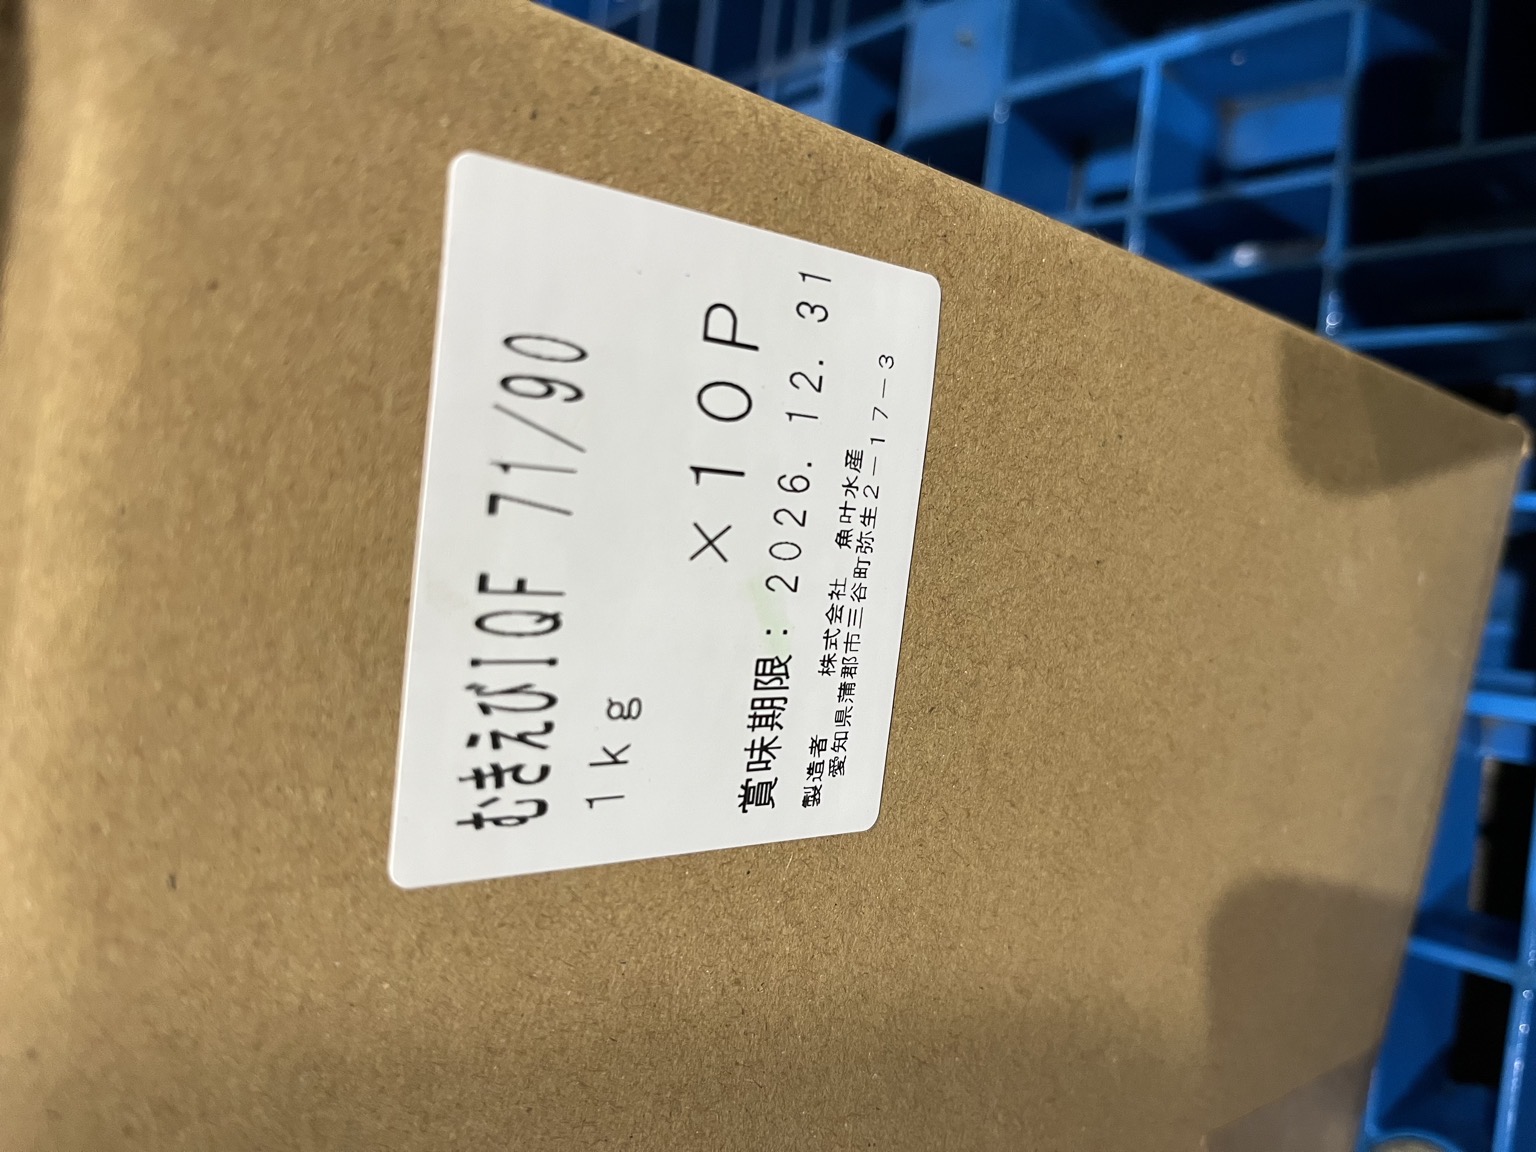 むきえびIQF 71/90
1kg
×10P
賞味期限：2026.12.31
製造者 株式会社 魚叶水産
愛知県蒲郡市三谷町弥生2－17－3